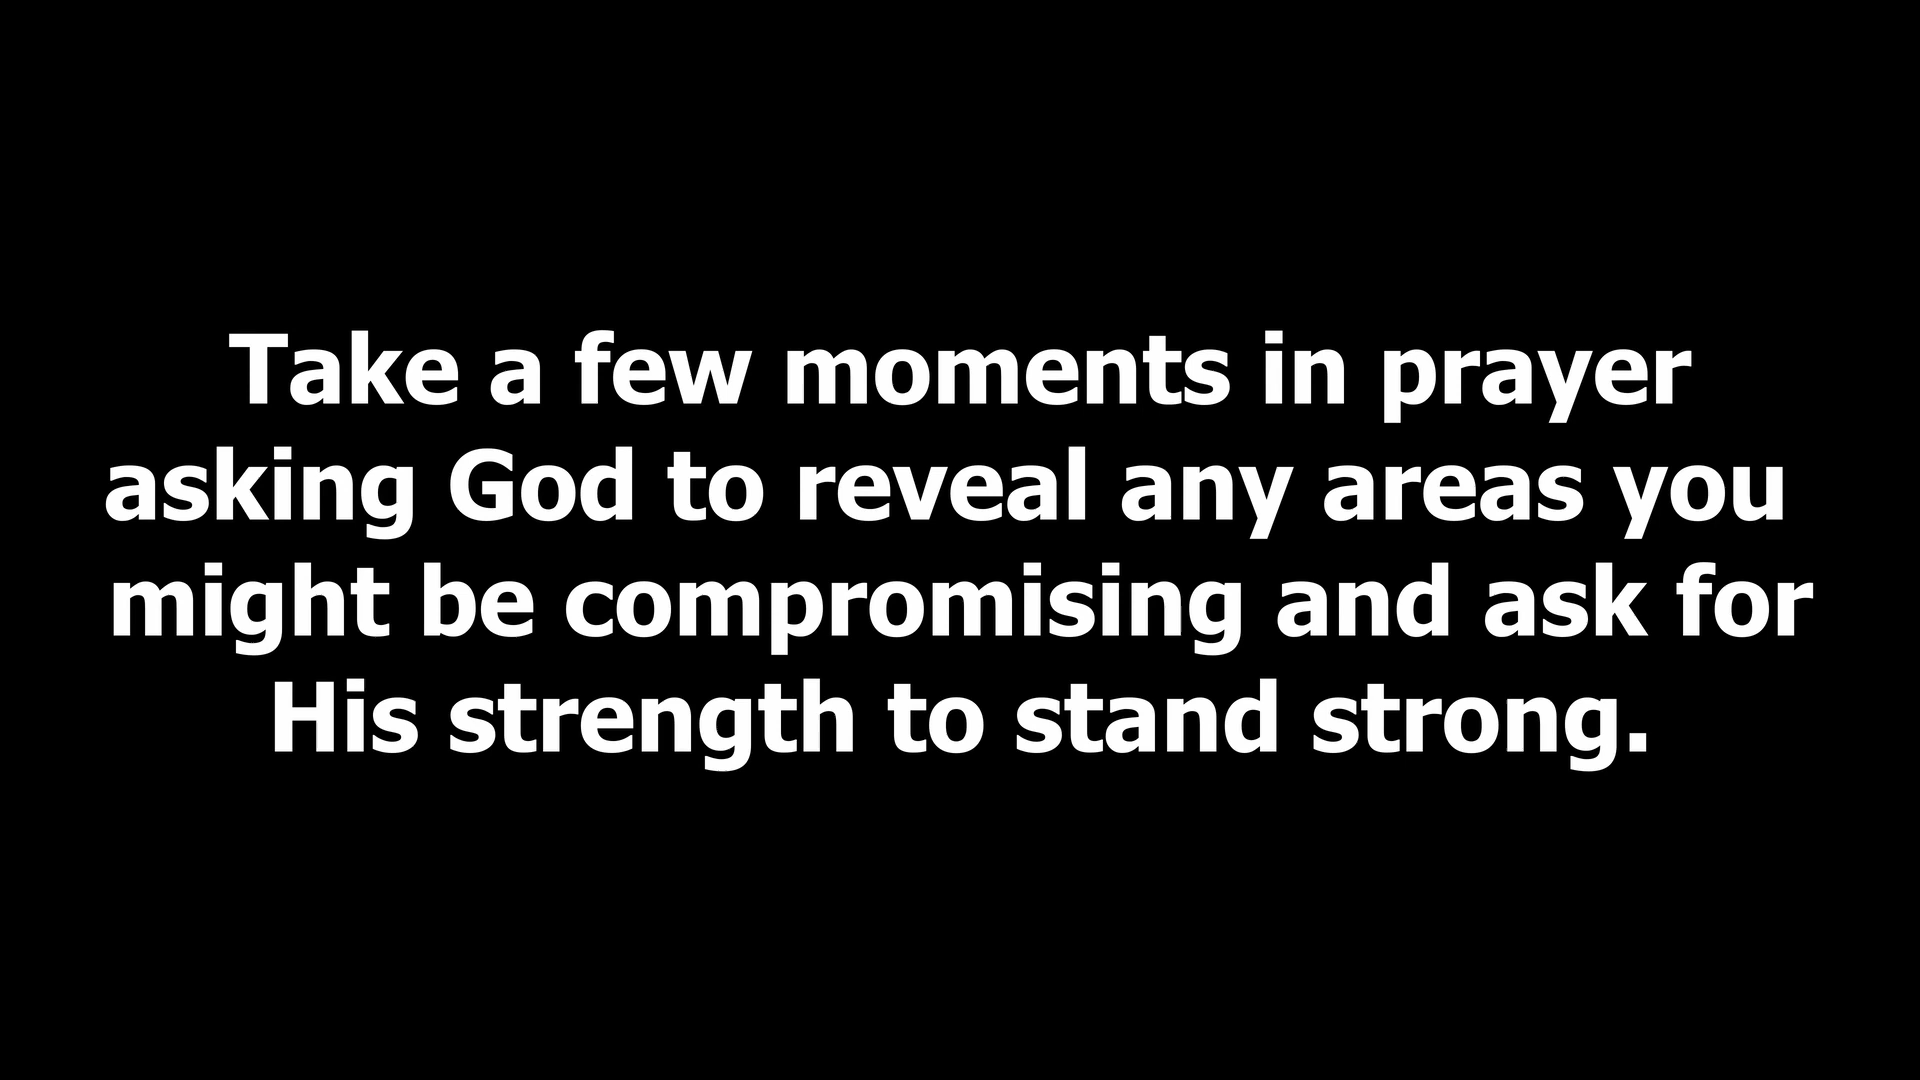 Take a few moments in prayer
asking God to reveal any areas you
might be compromising and ask for
His strength to stand strong.